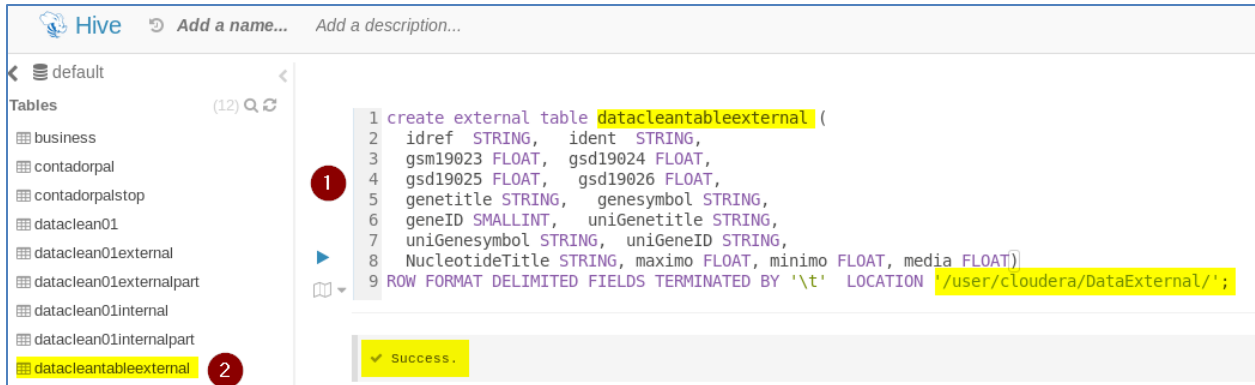 Hive Add a name... Add a description...
default
Tables (12)
business
contadorpal
contadorpalstop
dataclean01
dataclean01external
dataclean01externalpart
dataclean01internal
dataclean01internalpart
datacleantableexternal 2
1
1 create external table datacleantableexternal (
2 idref STRING, ident STRING,
3 gsm19023 FLOAT, gsd19024 FLOAT,
4 gsd19025 FLOAT, gsd19026 FLOAT,
5 genetitle STRING, genesymbol STRING,
6 geneID SMALLINT, uniGenetitle STRING,
7 uniGenesymbol STRING, uniGeneID STRING,
8 NucleotideTitle STRING, maximo FLOAT, minimo FLOAT, media FLOAT)
9 ROW FORMAT DELIMITED FIELDS TERMINATED BY '\t' LOCATION '/user/cloudera/DataExternal/';
Success.